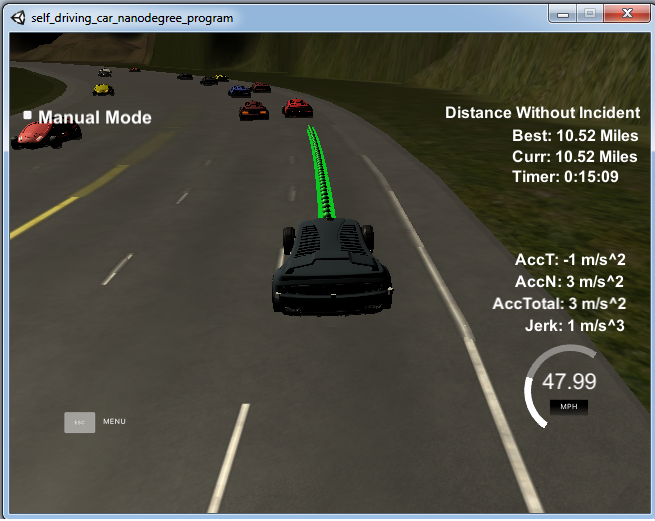 self_driving_car_nanodegree_program
Manual Mode
Distance Without Incident
Best: 10.52 Miles
Curr: 10.52 Miles
Timer: 0:15:09
AccT: -1 m/s^2
AccN: 3 m/s^2
AccTotal: 3 m/s^2
Jerk: 1 m/s^3
47.99
MPH
ESC MENU